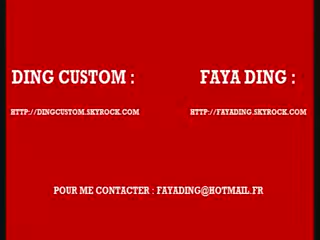 DING CUSTOM : FAYA DING :
HTTP://DINGCUSTOM.SKYROCK.COM HTTP://FAYADING.SKYROCK.COM
POUR ME CONTACTER : FAYADING@HOTMAIL.FR